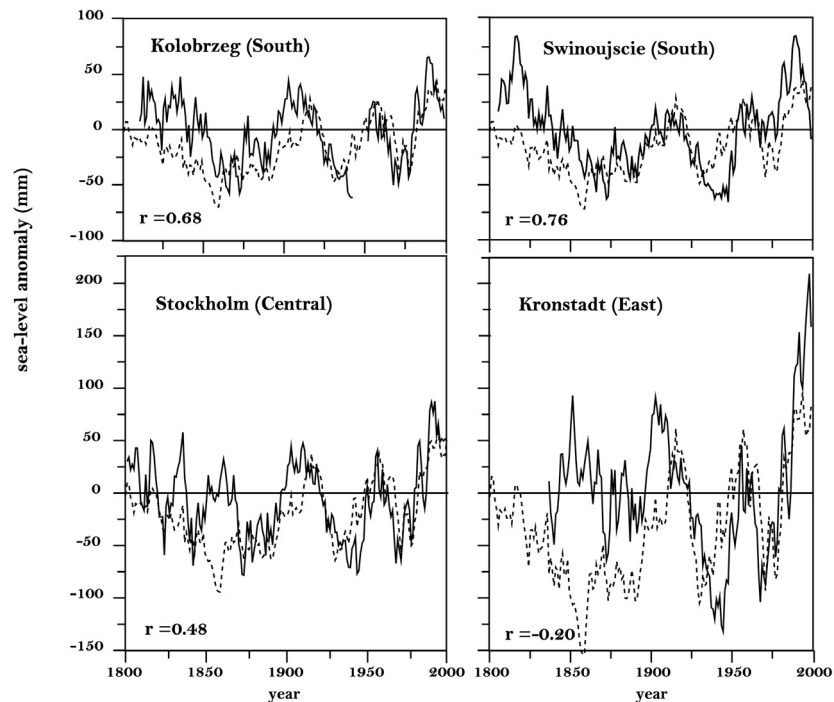 100
50
0
-50
-100
Kolobrzeg (South)
r =0.68
Swinoujscie (South)
r =0.76
sea-level anomaly (mm)
200
150
100
50
0
-50
-100
-150
Stockholm (Central)
r =0.48
1800 1850 1900 1950 2000
year
Kronstadt (East)
r =-0.20
1800 1850 1900 1950 2000
year